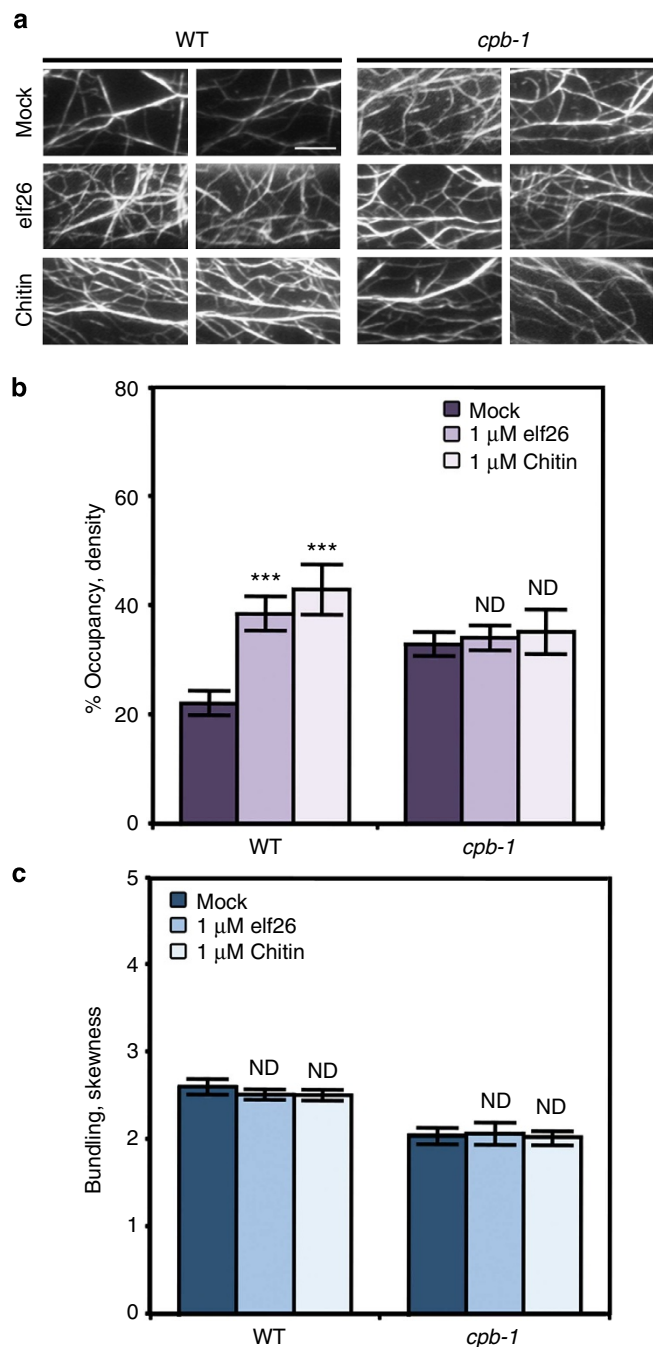 a
WT
cpb-1
Mock
elf26
Chitin
b
80
60
40
20
0
% Occupancy, density
Mock
1 μM elf26
1 μM Chitin
***
***
ND
ND
WT
cpb-1
c
5
4
3
2
1
0
Bundling, skewness
Mock
1 μM elf26
1 μM Chitin
ND
ND
ND
ND
WT
cpb-1